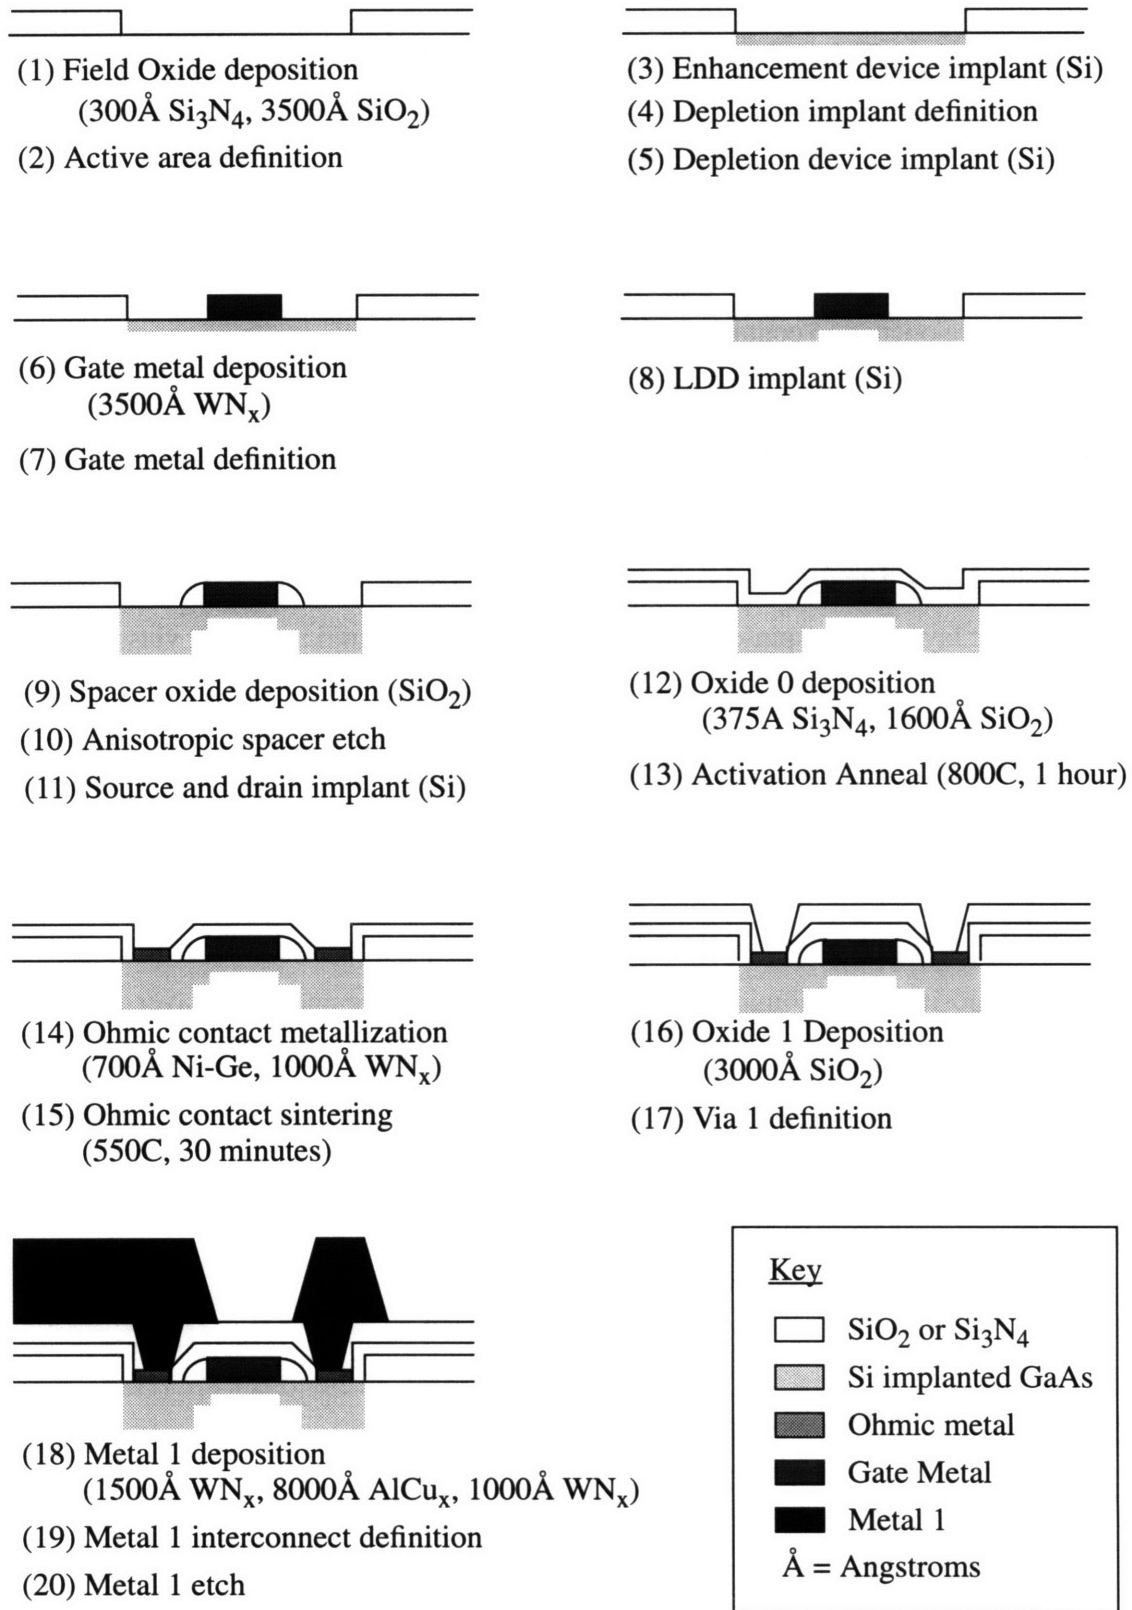 (1) Field Oxide deposition
(300Å Si₃N₄, 3500Å SiO₂)
(2) Active area definition
(3) Enhancement device implant (Si)
(4) Depletion implant definition
(5) Depletion device implant (Si)
(6) Gate metal deposition
(3500Å WNₓ)
(7) Gate metal definition
(8) LDD implant (Si)
(9) Spacer oxide deposition (SiO₂)
(10) Anisotropic spacer etch
(11) Source and drain implant (Si)
(12) Oxide 0 deposition
(375A Si₃N₄, 1600Å SiO₂)
(13) Activation Anneal (800C, 1 hour)
(14) Ohmic contact metallization
(700Å Ni-Ge, 1000Å WNₓ)
(15) Ohmic contact sintering
(550C, 30 minutes)
(16) Oxide 1 Deposition
(3000Å SiO₂)
(17) Via 1 definition
(18) Metal 1 deposition
(1500Å WNₓ, 8000Å AlCuₓ, 1000Å WNₓ)
(19) Metal 1 interconnect definition
(20) Metal 1 etch
Key
SiO₂ or Si₃N₄
Si implanted GaAs
Ohmic metal
Gate Metal
Metal 1
Å = Angstroms